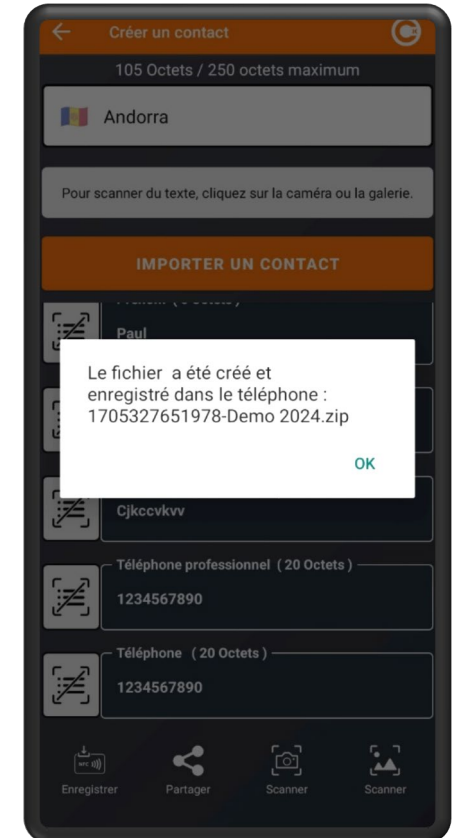 Créer un contact
105 Octets / 250 octets maximum
Andorra
Pour scanner du texte, cliquez sur la caméra ou la galerie.
IMPORTER UN CONTACT
Paul
Le fichier  a été créé et
enregistré dans le téléphone :
1705327651978-Demo 2024.zip
OK
Cjkccvkvv
Téléphone professionnel ( 20 Octets )
1234567890
Téléphone ( 20 Octets )
1234567890
Enregistrer Partager Scanner Scanner